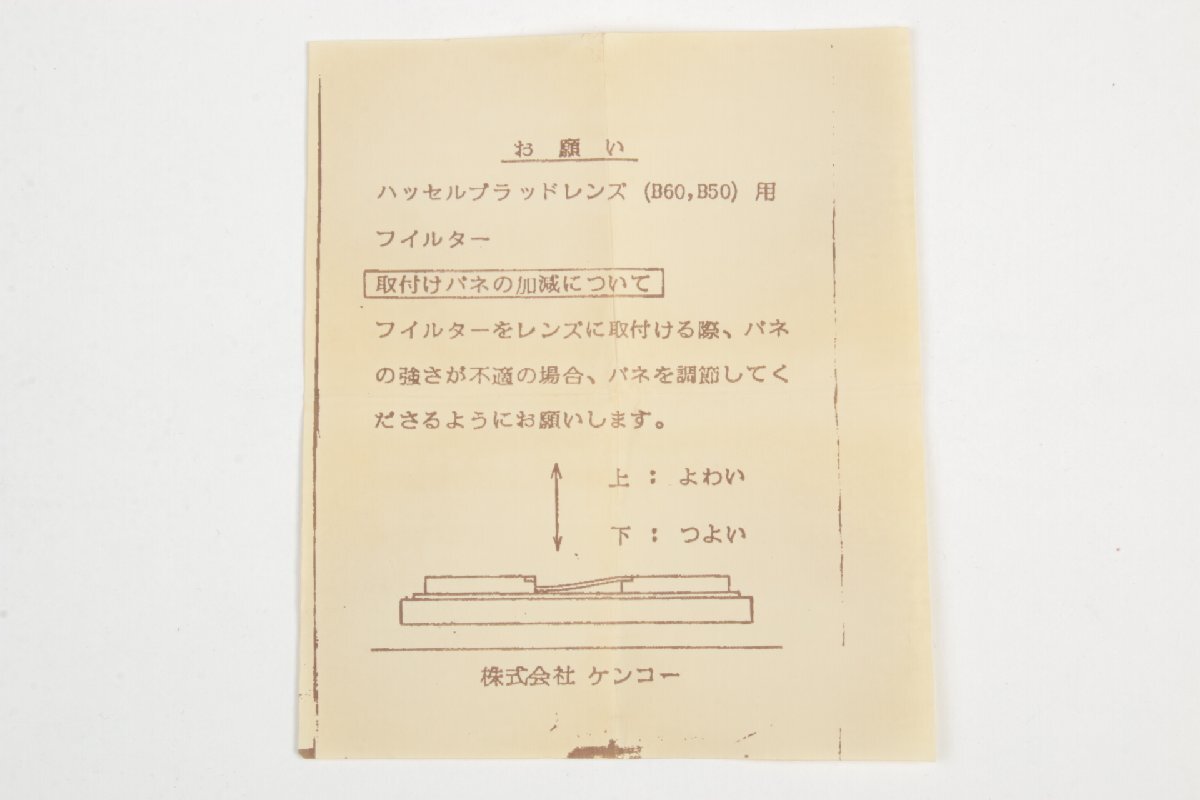 お願い
ハッセルブラッドレンズ (B60,B50) 用
フイルター
取付けバネの加減について
フイルターをレンズに取付ける際、バネ
の強さが不適の場合、バネを調節してく
ださるようにお願いします。
上：よわい
下：つよい
株式会社 ケンコー